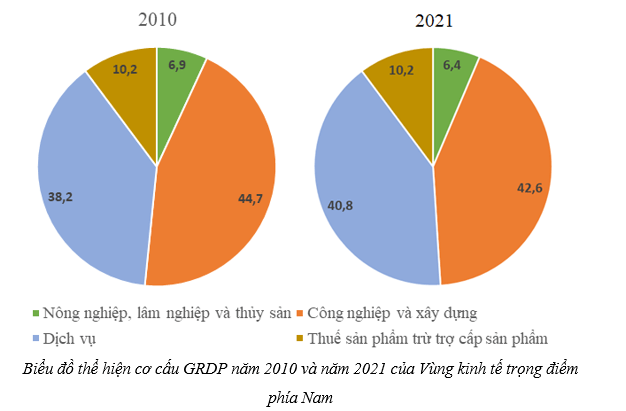 2010
2021
10,2
6,9
10,2
6,4
38,2
44,7
40,8
42,6
Nông nghiệp, lâm nghiệp và thủy sản
Công nghiệp và xây dựng
Dịch vụ
Thuế sản phẩm trừ trợ cấp sản phẩm
Biểu đồ thể hiện cơ cấu GRDP năm 2010 và năm 2021 của Vùng kinh tế trọng điểm
phía Nam